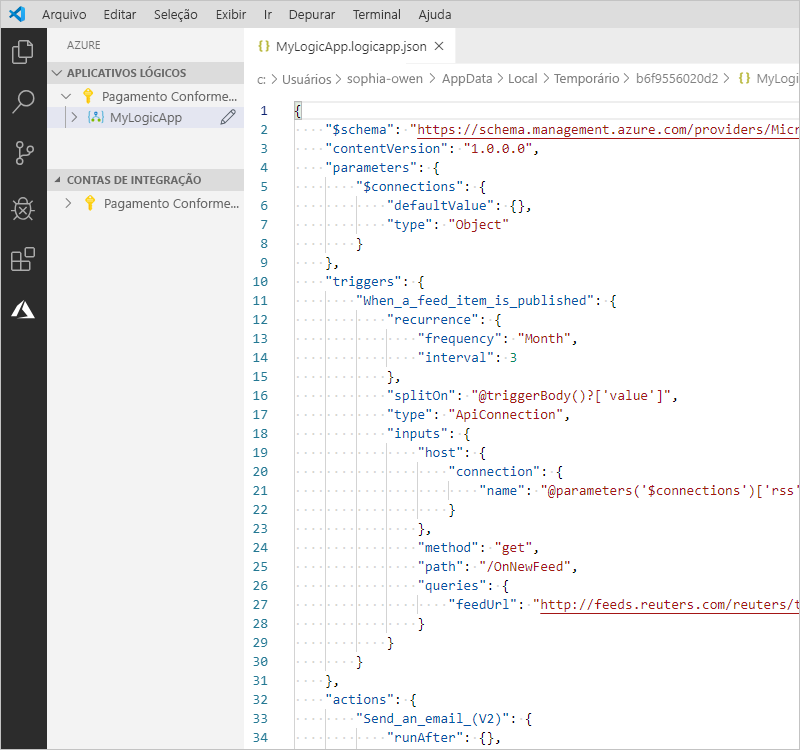 Arquivo Editar Seleção Exibir Ir Depurar Terminal Ajuda
AZURE
APLICATIVOS LÓGICOS
Pagamento Conforme...
MyLogicApp
CONTAS DE INTEGRAÇÃO
Pagamento Conforme...
{} MyLogicApp.logicapp.json ×
c: > Usuários > sophia-owen > AppData > Local > Temporário > b6f9556020d2 > {} MyLogi
1 {
2 "$schema": "https://schema.management.azure.com/providers/Micr
3 "contentVersion": "1.0.0.0",
4 "parameters": {
5 "$connections": {
6 "defaultValue": {},
7 "type": "Object"
8 }
9 },
10 "triggers": {
11 "When_a_feed_item_is_published": {
12 "recurrence": {
13 "frequency": "Month",
14 "interval": 3
15 },
16 "splitOn": "@triggerBody()?['value']",
17 "type": "ApiConnection",
18 "inputs": {
19 "host": {
20 "connection": {
21 "name": "@parameters('$connections')['rss'
22 }
23 },
24 "method": "get",
25 "path": "/OnNewFeed",
26 "queries": {
27 "feedUrl": "http://feeds.reuters.com/reuters/t
28 }
29 }
30 }
31 },
32 "actions": {
33 "Send_an_email_(V2)": {
34 "runAfter": {},